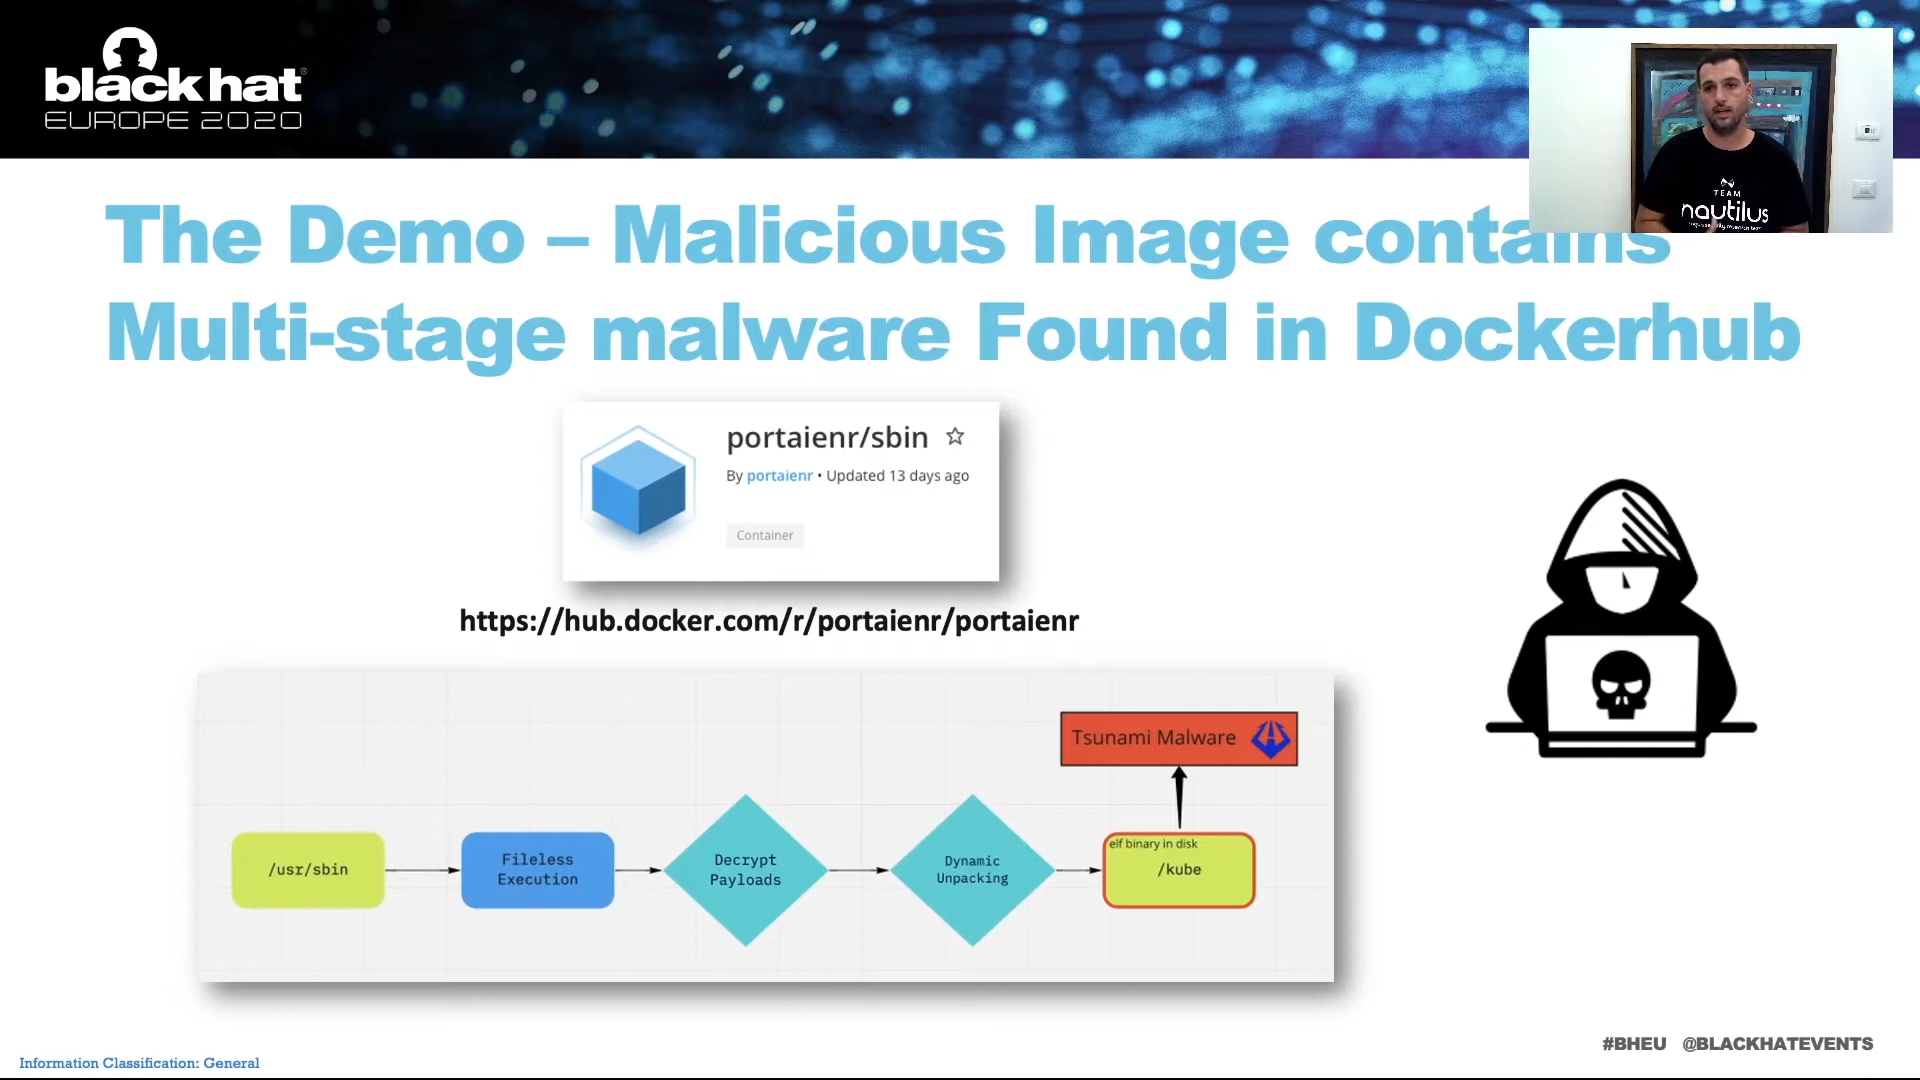 black hat
EUROPE 2020
TEAM
nautilus
The Demo – Malicious Image contains
Multi-stage malware Found in Dockerhub
portaienr/sbin
By portaienr • Updated 13 days ago
Container
https://hub.docker.com/r/portaienr/portaienr
Tsunami Malware
/usr/sbin
Fileless
Execution
Decrypt
Payloads
Dynamic
Unpacking
elf binary in disk
/kube
#BHEU @BLACKHATEVENTS
Information Classification: General